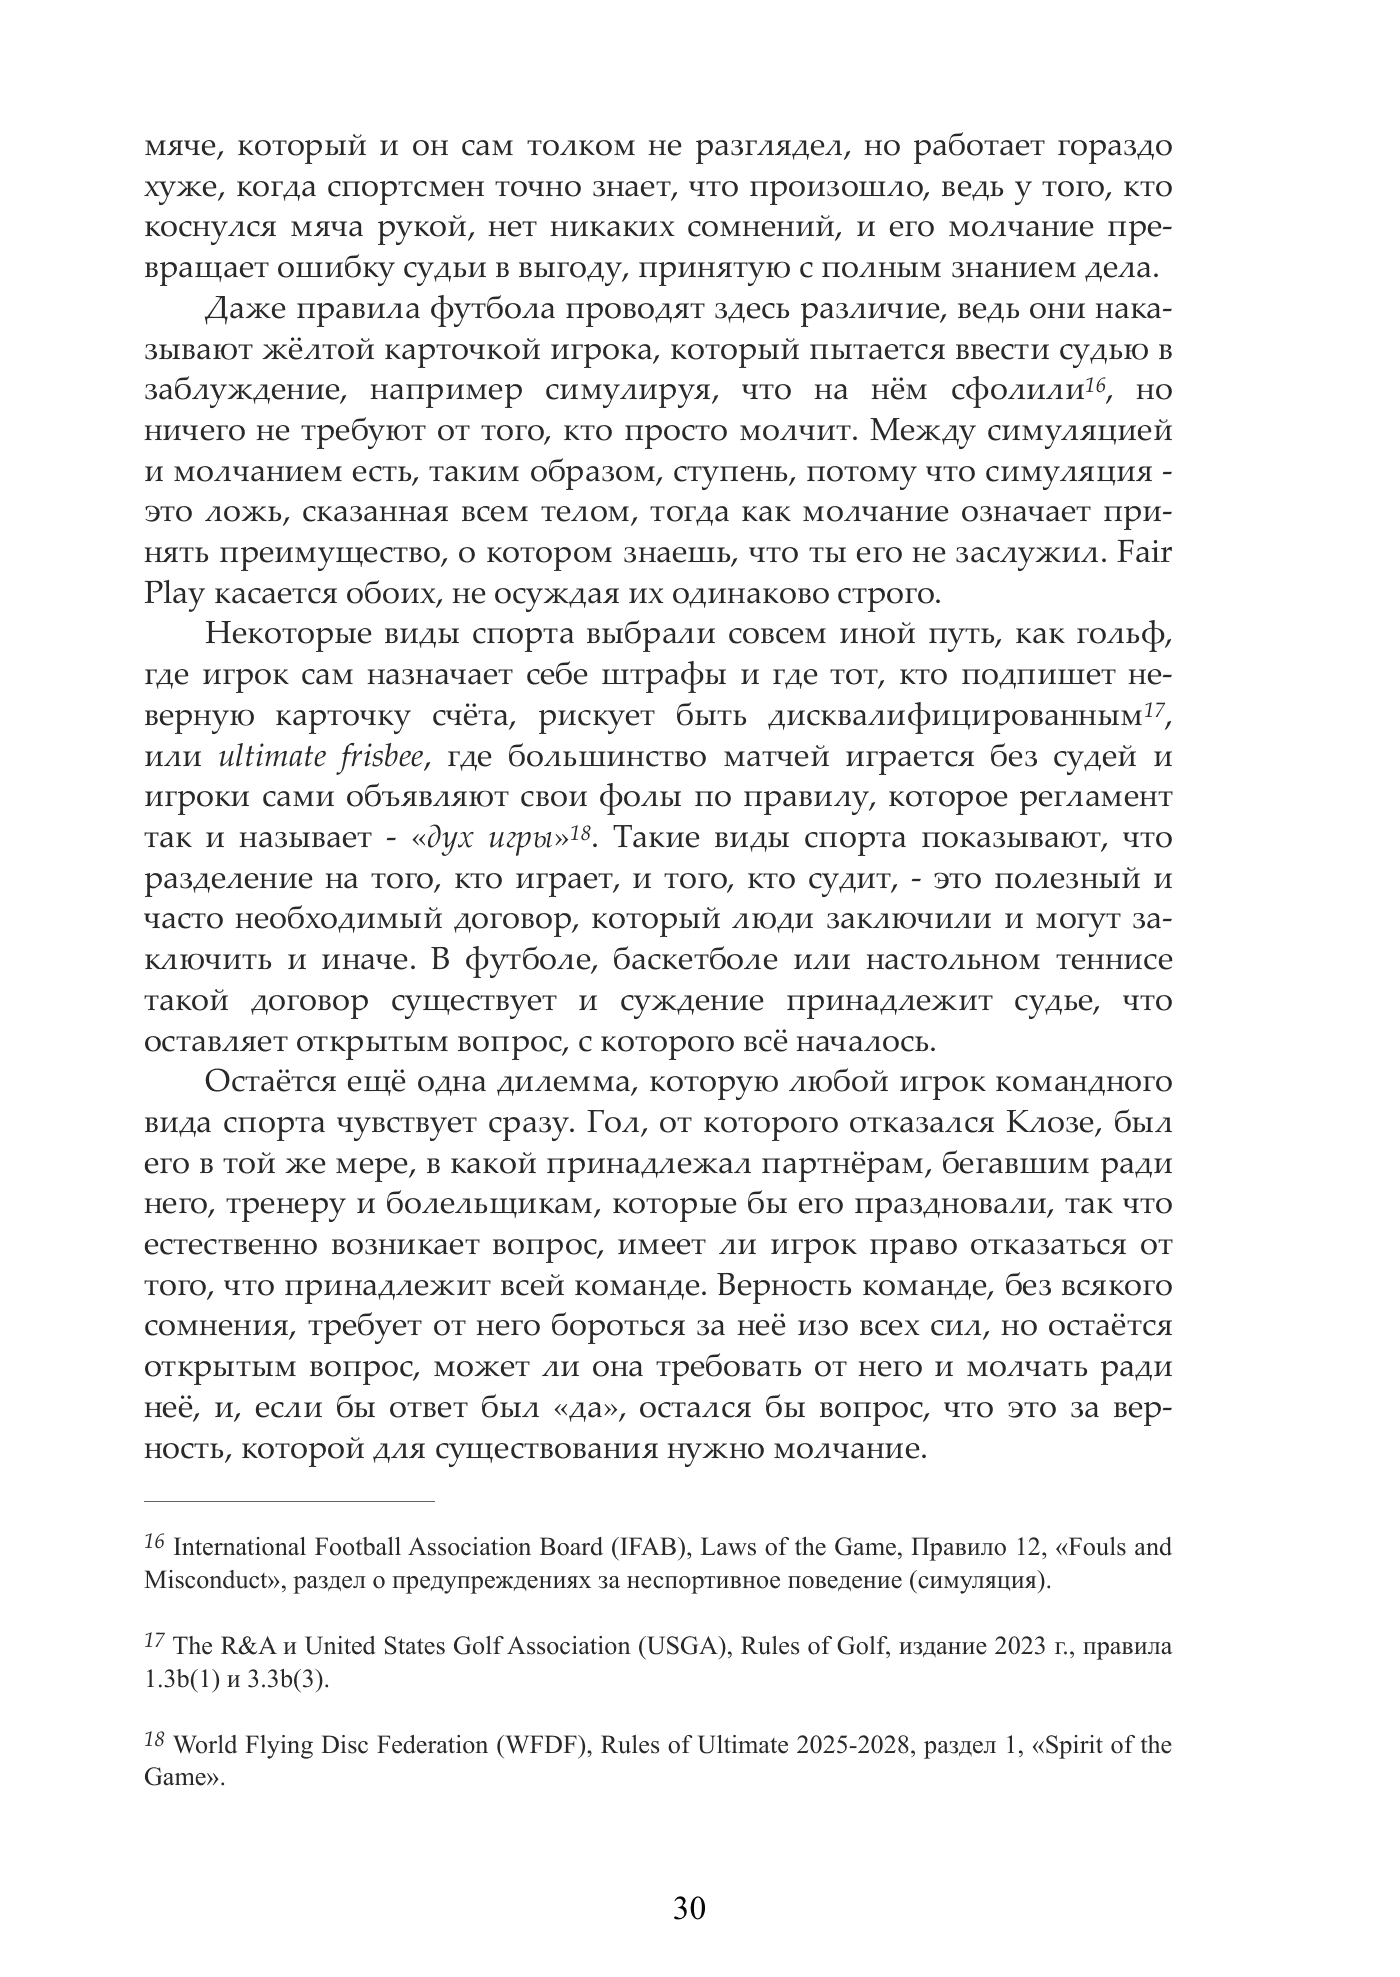 мяче, который и он сам толком не разглядел, но работает гораздо
хуже, когда спортсмен точно знает, что произошло, ведь у того, кто
коснулся мяча рукой, нет никаких сомнений, и его молчание пре-
вращает ошибку судьи в выгоду, принятую с полным знанием дела.
Даже правила футбола проводят здесь различие, ведь они нака-
зывают жёлтой карточкой игрока, который пытается ввести судью в
заблуждение, например симулируя, что на нём сфолили16, но
ничего не требуют от того, кто просто молчит. Между симуляцией
и молчанием есть, таким образом, ступень, потому что симуляция -
это ложь, сказанная всем телом, тогда как молчание означает при-
нять преимущество, о котором знаешь, что ты его не заслужил. Fair
Play касается обоих, не осуждая их одинаково строго.
Некоторые виды спорта выбрали совсем иной путь, как гольф,
где игрок сам назначает себе штрафы и где тот, кто подпишет не-
верную карточку счёта, рискует быть дисквалифицированным17,
или ultimate frisbee, где большинство матчей играется без судей и
игроки сами объявляют свои фолы по правилу, которое регламент
так и называет - «дух игры»18. Такие виды спорта показывают, что
разделение на того, кто играет, и того, кто судит, - это полезный и
часто необходимый договор, который люди заключили и могут за-
ключить и иначе. В футболе, баскетболе или настольном теннисе
такой договор существует и суждение принадлежит судье, что
оставляет открытым вопрос, с которого всё началось.
Остаётся ещё одна дилемма, которую любой игрок командного
вида спорта чувствует сразу. Гол, от которого отказался Клозе, был
его в той же мере, в какой принадлежал партнёрам, бегавшим ради
него, тренеру и болельщикам, которые бы его праздновали, так что
естественно возникает вопрос, имеет ли игрок право отказаться от
того, что принадлежит всей команде. Верность команде, без всякого
сомнения, требует от него бороться за неё изо всех сил, но остаётся
открытым вопрос, может ли она требовать от него и молчать ради
неё, и, если бы ответ был «да», остался бы вопрос, что это за вер-
ность, которой для существования нужно молчание.
16 International Football Association Board (IFAB), Laws of the Game, Правило 12, «Fouls and
Misconduct», раздел о предупреждениях за неспортивное поведение (симуляция).
17 The R&A и United States Golf Association (USGA), Rules of Golf, издание 2023 г., правила
1.3b(1) и 3.3b(3).
18 World Flying Disc Federation (WFDF), Rules of Ultimate 2025-2028, раздел 1, «Spirit of the
Game».
30